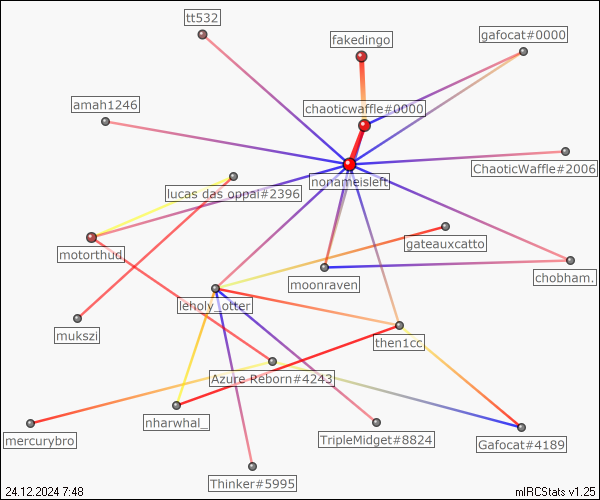 tt532
fakedingo
gafocat#0000
amah1246
chaoticwaffle#0000
ChaoticWaffle#2006
nonameisleft
lucas das oppal#2396
gateauxcatto
motorthud
moonraven
chobham.
leholy_otter
mukszi
then1cc
Azure Reborn#4243
nharwhal_
mercurybro
TripleMidget#8824
Gafocat#4189
Thinker#5995
24.12.2024 7:48
mIRCStats v1.25